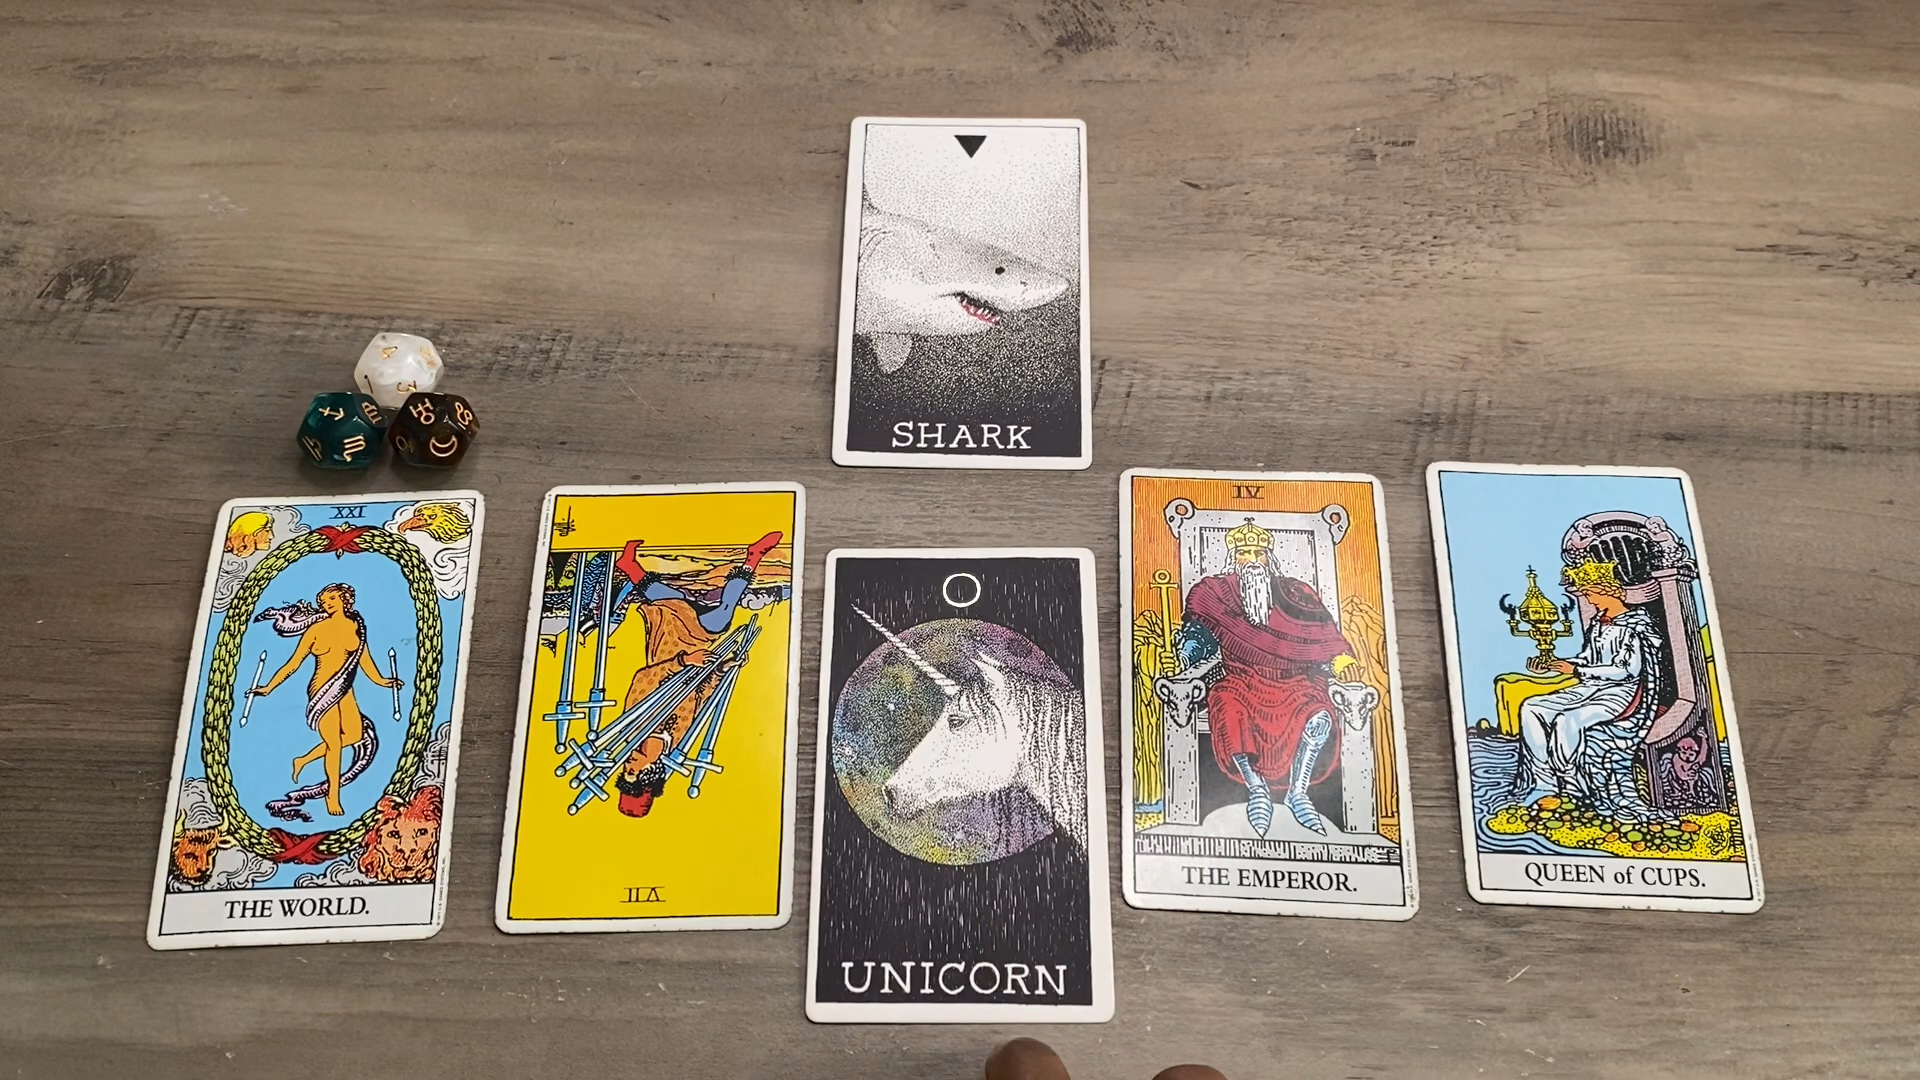 SHARK
XXI
THE WORLD.
VII
UNICORN
IV
THE EMPEROR.
QUEEN of CUPS.